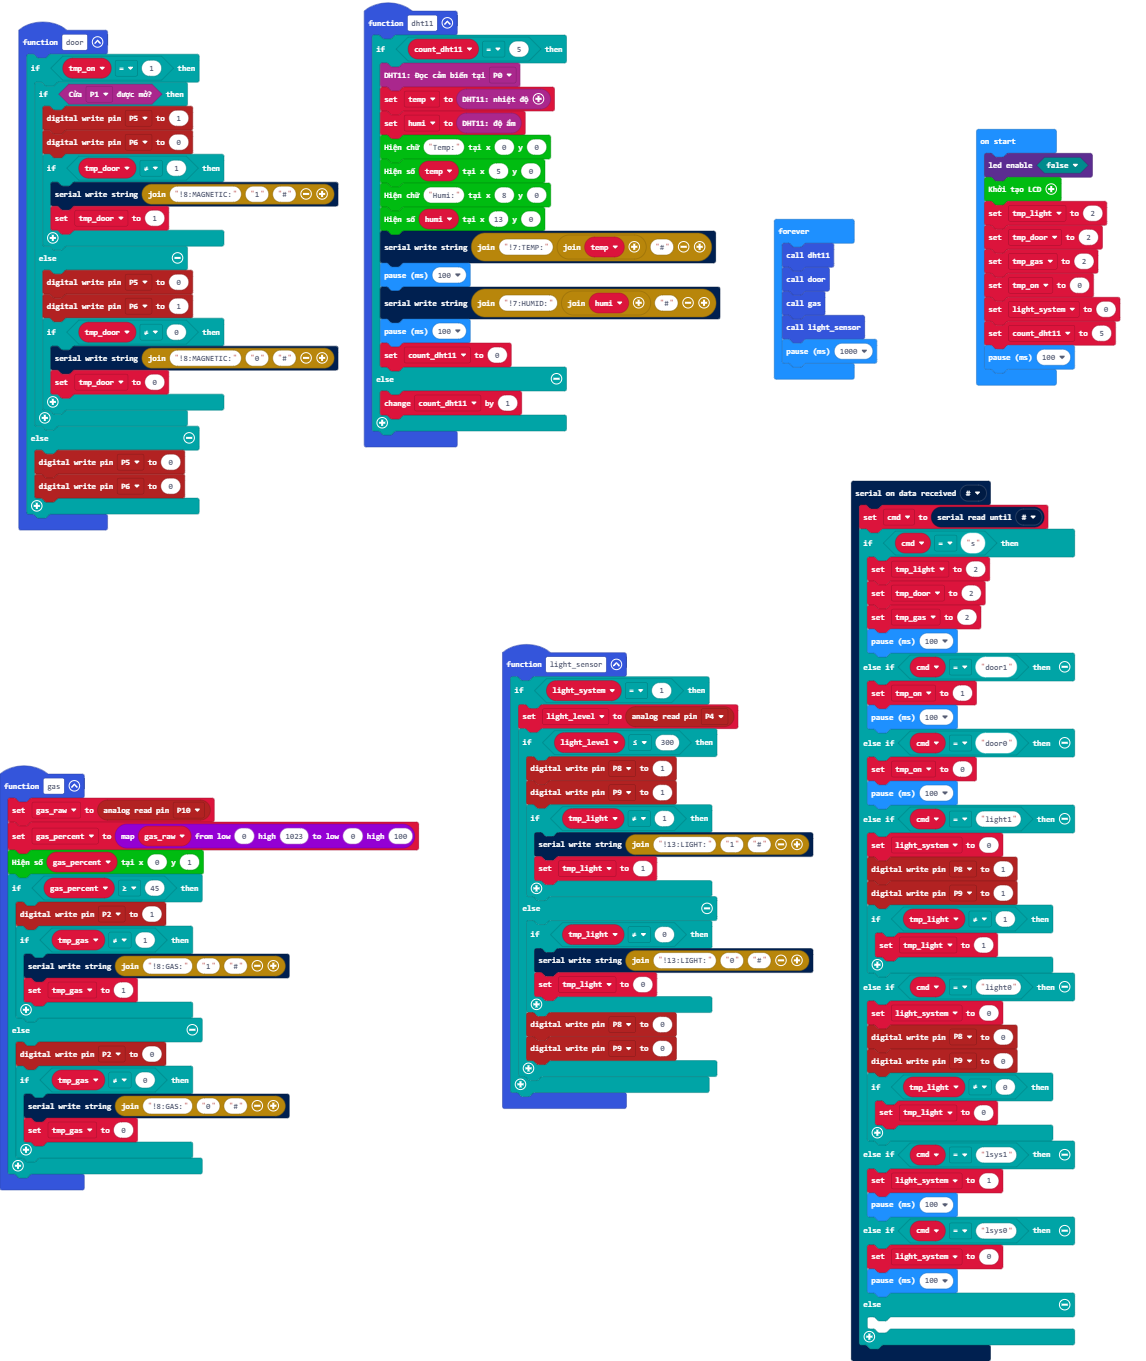 function door
if tmp_on = 1 then
if Cửa P1 được mở? then
digital write pin P5 to 1
digital write pin P6 to 0
if tmp_door ≠ 1 then
serial write string join "!8:MAGNETIC:" "1" "#"
set tmp_door to 1
else
digital write pin P5 to 0
digital write pin P6 to 1
if tmp_door ≠ 0 then
serial write string join "!8:MAGNETIC:" "0" "#"
set tmp_door to 0
else
digital write pin P5 to 0
digital write pin P6 to 0
function dht11
if count_dht11 = 5 then
DHT11: Đọc cảm biến tại P0
set temp to DHT11: nhiệt độ
set humi to DHT11: độ ẩm
Hiện chữ "Temp:" tại x 0 y 0
Hiện số temp tại x 5 y 0
Hiện chữ "Humi:" tại x 8 y 0
Hiện số humi tại x 13 y 0
serial write string join "!7:TEMP:" join temp "#"
pause (ms) 100
serial write string join "!7:HUMID:" join humi "#"
pause (ms) 100
set count_dht11 to 0
else
change count_dht11 by 1
forever
call dht11
call door
call gas
call light_sensor
pause (ms) 1000
on start
led enable false
Khởi tạo LCD
set tmp_light to 2
set tmp_door to 2
set tmp_gas to 2
set tmp_on to 0
set light_system to 0
set count_dht11 to 5
pause (ms) 100
function gas
set gas_raw to analog read pin P10
set gas_percent to map gas_raw from low 0 high 1023 to low 0 high 100
Hiện số gas_percent tại x 0 y 1
if gas_percent ≥ 45 then
digital write pin P2 to 1
if tmp_gas ≠ 1 then
serial write string join "!8:GAS:" "1" "#"
set tmp_gas to 1
else
digital write pin P2 to 0
if tmp_gas ≠ 0 then
serial write string join "!8:GAS:" "0" "#"
set tmp_gas to 0
function light_sensor
if light_system = 1 then
set light_level to analog read pin P4
if light_level ≤ 300 then
digital write pin P8 to 1
digital write pin P9 to 1
if tmp_light ≠ 1 then
serial write string join "!13:LIGHT:" "1" "#"
set tmp_light to 1
else
if tmp_light ≠ 0 then
serial write string join "!13:LIGHT:" "0" "#"
set tmp_light to 0
digital write pin P8 to 0
digital write pin P9 to 0
serial on data received #
set cmd to serial read until #
if cmd = "s" then
set tmp_light to 2
set tmp_door to 2
set tmp_gas to 2
pause (ms) 100
else if cmd = "door1" then
set tmp_on to 1
pause (ms) 100
else if cmd = "door0" then
set tmp_on to 0
pause (ms) 100
else if cmd = "light1" then
set light_system to 0
digital write pin P8 to 1
digital write pin P9 to 1
if tmp_light ≠ 1 then
set tmp_light to 1
else if cmd = "light0" then
set light_system to 0
digital write pin P8 to 0
digital write pin P9 to 0
if tmp_light ≠ 0 then
set tmp_light to 0
else if cmd = "lsys1" then
set light_system to 1
pause (ms) 100
else if cmd = "lsys0" then
set light_system to 0
pause (ms) 100
else